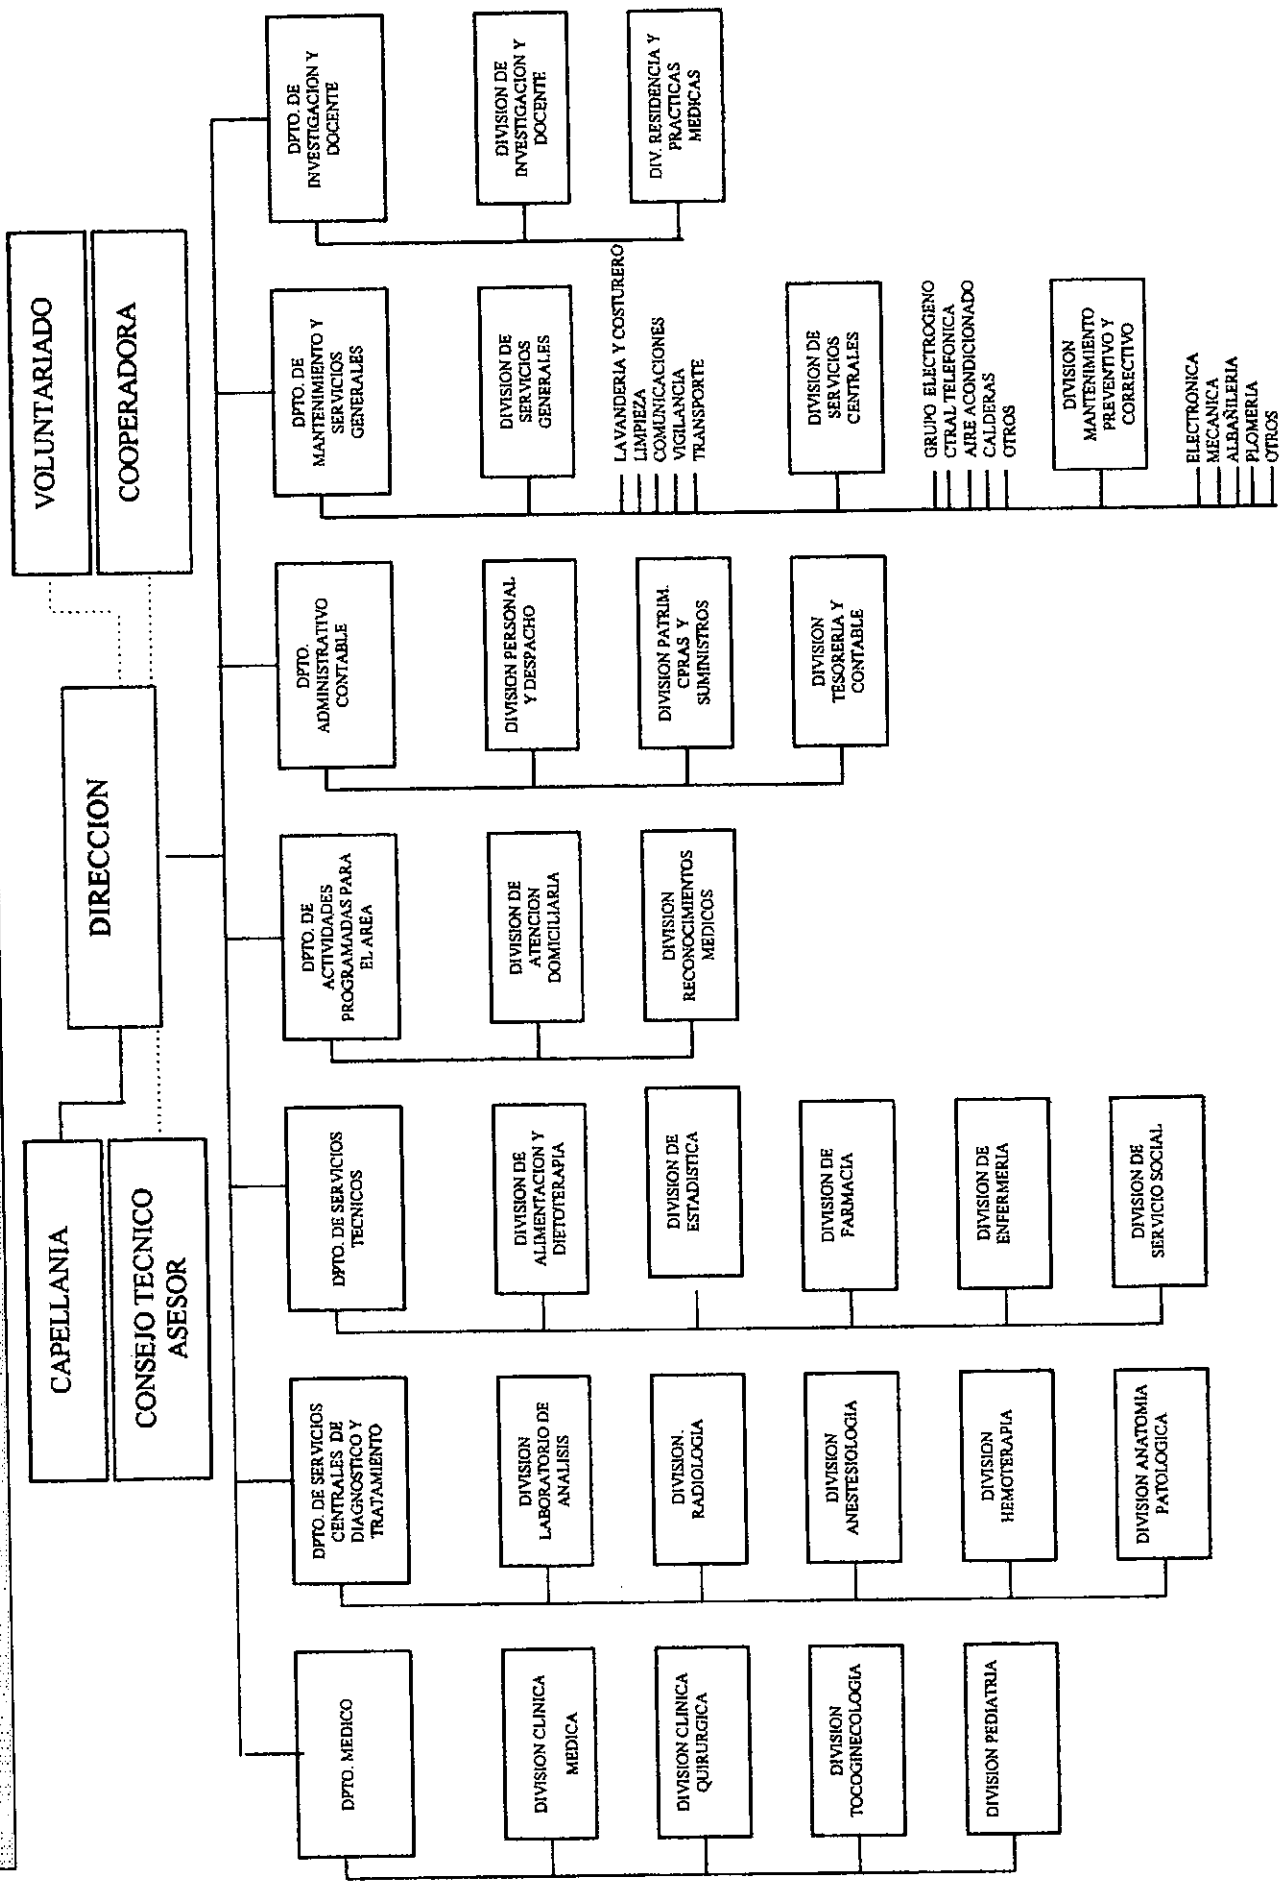 CAPELLANIA
CONSEJO TECNICO
ASESOR
DIRECCION
VOLUNTARIADO
COOPERADORA
DPTO. MEDICO
DIVISION CLINICA
MEDICA
DIVISION CLINICA
QUIRURGICA
DIVISION
TOCOGINECOLOGIA
DIVISION PEDIATRIA
DPTO. DE SERVICIOS
CENTRALES DE
DIAGNOSTICO Y
TRATAMIENTO
DIVISION
LABORATORIO DE
ANALISIS
DIVISION.
RADIOLOGIA
DIVISION
ANESTESIOLOGIA
DIVISION
HEMOTERAPIA
DIVISION ANATOMIA
PATOLOGICA
DPTO. DE SERVICIOS
TECNICOS
DIVISION DE
ALIMENTACION Y
DIETOTERAPIA
DIVISION DE
ESTADISTICA
DIVISION DE
FARMACIA
DIVISION DE
ENFERMERIA
DIVISION DE
SERVICIO SOCIAL
DPTO. DE
ACTIVIDADES
PROGRAMADAS PARA
EL AREA
DIVISION DE
ATENCION
DOMICILIARIA
DIVISION
RECONOCIMIENTOS
MEDICOS
DPTO.
ADMINISTRATIVO
CONTABLE
DIVISION PERSONAL
Y DESPACHO
DIVISION PATRIM.
CPRAS Y
SUMINISTROS
DIVISION
TESORERIA Y
CONTABLE
DPTO. DE
MANTENIMIENTO Y
SERVICIOS
GENERALES
DIVISION DE
SERVICIOS
GENERALES
LAVANDERIA Y COSTURERO
LIMPIEZA
COMUNICACIONES
VIGILANCIA
TRANSPORTE
DIVISION DE
SERVICIOS
CENTRALES
GRUPO ELECTROGENO
CTRAL TELEFONICA
AIRE ACONDICIONADO
CALDERAS
OTROS
DIVISION
MANTENIMIENTO
PREVENTIVO Y
CORRECTIVO
ELECTRONICA
MECANICA
ALBAÑILERIA
PLOMERIA
OTROS
DPTO. DE
INVESTIGACION Y
DOCENTE
DIVISION DE
INVESTIGACION Y
DOCENTE
DIV. RESIDENCIA Y
PRACTICAS
MEDICAS